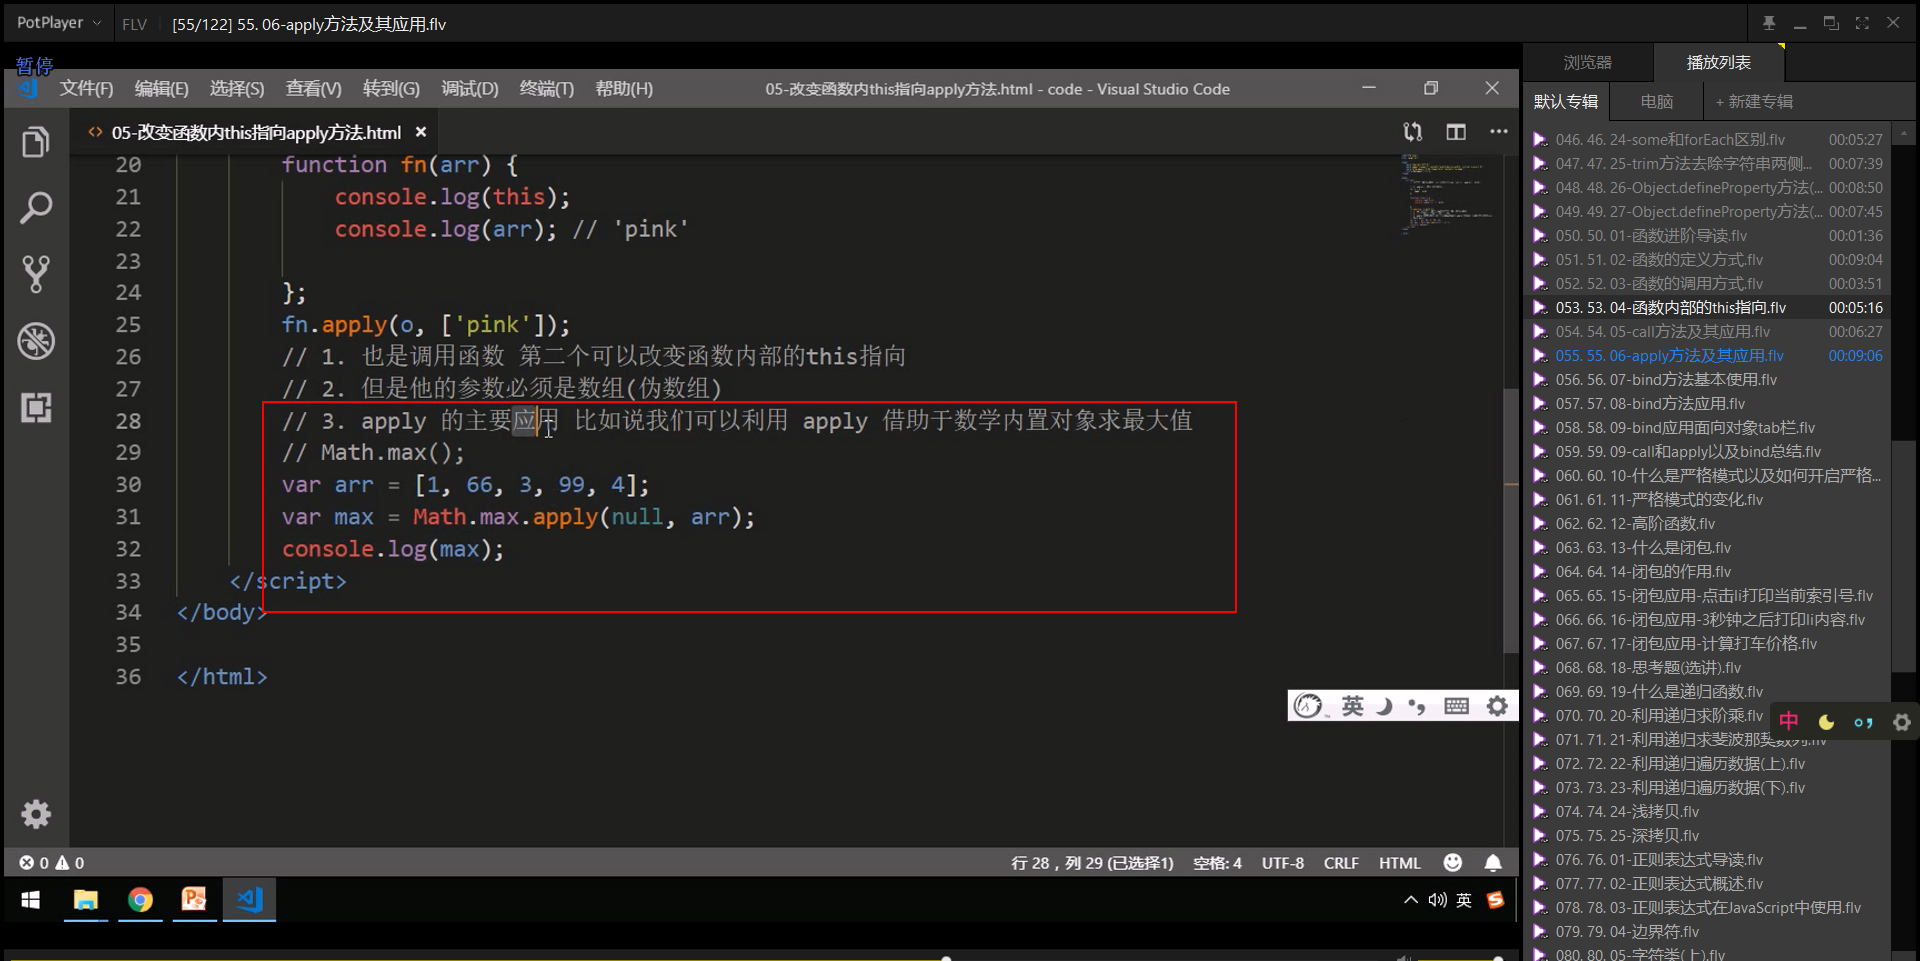 PotPlayer
FLV
[55/122] 55. 06-apply方法及其应用.flv
暂停
文件(F) 编辑(E) 选择(S) 查看(V) 转到(G) 调试(D) 终端(T) 帮助(H)
05-改变函数内this指向apply方法.html - code - Visual Studio Code
05-改变函数内this指向apply方法.html
20 function fn(arr) {
21 console.log(this);
22 console.log(arr); // 'pink'
23
24 };
25 fn.apply(o, ['pink']);
26 // 1. 也是调用函数 第二个可以改变函数内部的this指向
27 // 2. 但是他的参数必须是数组(伪数组)
28 // 3. apply 的主要应用 比如说我们可以利用 apply 借助于数学内置对象求最大值
29 // Math.max();
30 var arr = [1, 66, 3, 99, 4];
31 var max = Math.max.apply(null, arr);
32 console.log(max);
33 </script>
34 </body>
35
36 </html>
英
0 0
行 28，列 29 (已选择1) 空格: 4 UTF-8 CRLF HTML
英
浏览器 播放列表
默认专辑 电脑 + 新建专辑
046. 46. 24-some和forEach区别.flv 00:05:27
047. 47. 25-trim方法去除字符串两侧... 00:07:39
048. 48. 26-Object.defineProperty方法(... 00:08:50
049. 49. 27-Object.defineProperty方法(... 00:07:45
050. 50. 01-函数进阶导读.flv 00:01:36
051. 51. 02-函数的定义方式.flv 00:09:04
052. 52. 03-函数的调用方式.flv 00:03:51
053. 53. 04-函数内部的this指向.flv 00:05:16
054. 54. 05-call方法及其应用.flv 00:06:27
055. 55. 06-apply方法及其应用.flv 00:09:06
056. 56. 07-bind方法基本使用.flv
057. 57. 08-bind方法应用.flv
058. 58. 09-bind应用面向对象tab栏.flv
059. 59. 09-call和apply以及bind总结.flv
060. 60. 10-什么是严格模式以及如何开启严格...
061. 61. 11-严格模式的变化.flv
062. 62. 12-高阶函数.flv
063. 63. 13-什么是闭包.flv
064. 64. 14-闭包的作用.flv
065. 65. 15-闭包应用-点击li打印当前索引号.flv
066. 66. 16-闭包应用-3秒钟之后打印li内容.flv
067. 67. 17-闭包应用-计算打车价格.flv
068. 68. 18-思考题(选讲).flv
069. 69. 19-什么是递归函数.flv
070. 70. 20-利用递归求阶乘.flv
中
071. 71. 21-利用递归求斐波那契数列.flv
072. 72. 22-利用递归遍历数据(上).flv
073. 73. 23-利用递归遍历数据(下).flv
074. 74. 24-浅拷贝.flv
075. 75. 25-深拷贝.flv
076. 76. 01-正则表达式导读.flv
077. 77. 02-正则表达式概述.flv
078. 78. 03-正则表达式在JavaScript中使用.flv
079. 79. 04-边界符.flv
080. 80. 05-字符类(上).flv